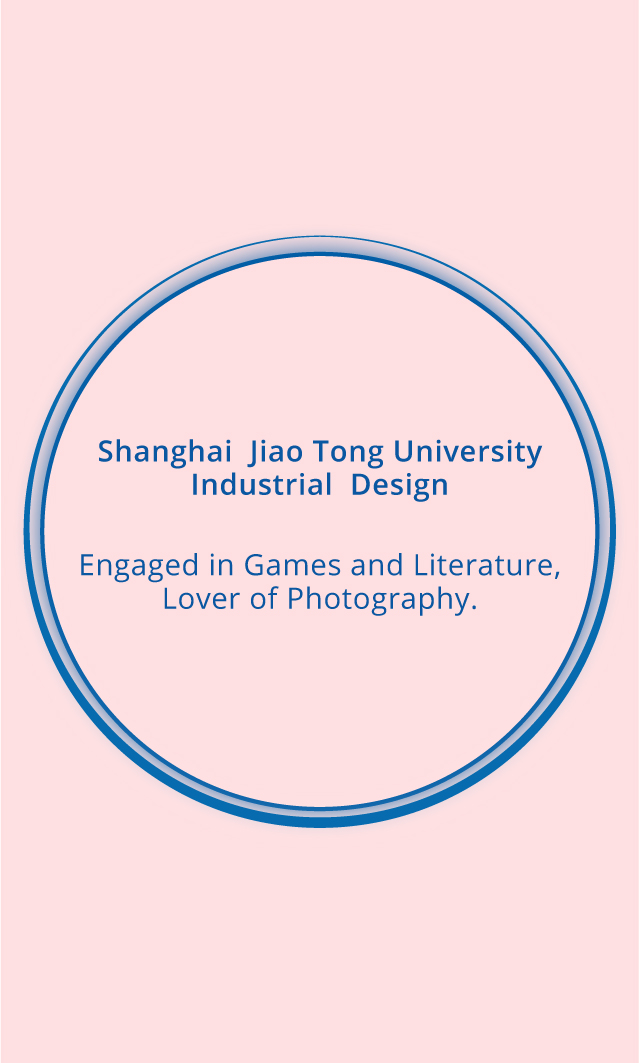 Shanghai Jiao Tong University
Industrial Design
Engaged in Games and Literature,
Lover of Photography.